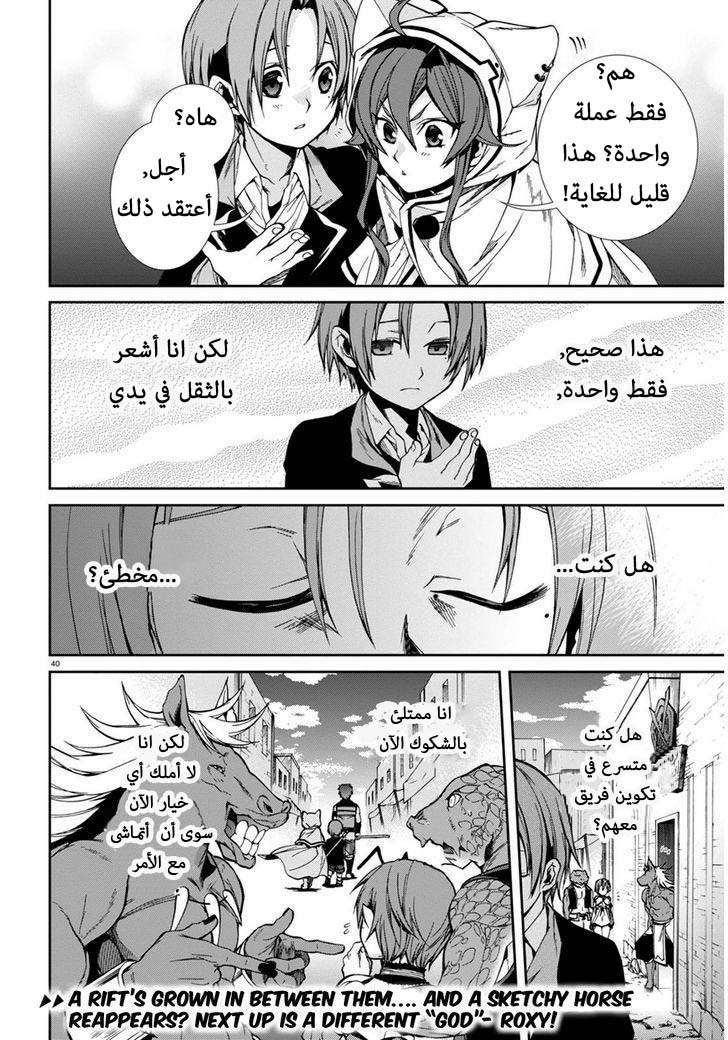 هم؟
فقط عملة
واحدة؟ هذا
قليل للغاية!
هاه؟
أجل,
أعتقد ذلك
هذا صحيح,
فقط واحدة,
لكن انا أشعر
بالثقل في يدي
هل كنت...
...مخطئ؟
40
هل كنت
متسرع في
تكوين فريق
معهم؟
انا ممتلئ
بالشكوك الآن
لكن انا
لا أملك أي
خيار الآن
سوى أن أتماشى
مع الأمر
.
A RIFT'S GROWN IN BETWEEN THEM.... AND A SKETCHY HORSE
REAPPEARS? NEXT UP IS A DIFFERENT "GOD"- ROXY!